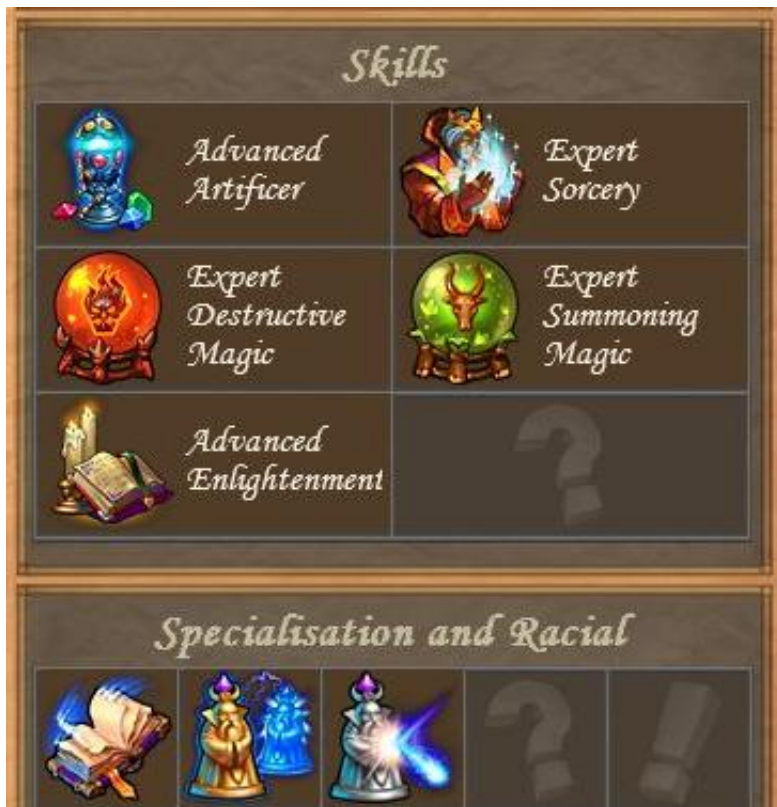 Skills
Advanced
Artificer
Expert
Sorcery
Expert
Destructive
Magic
Expert
Summoning
Magic
Advanced
Enlightenment
?
Specialisation and Racial
? !